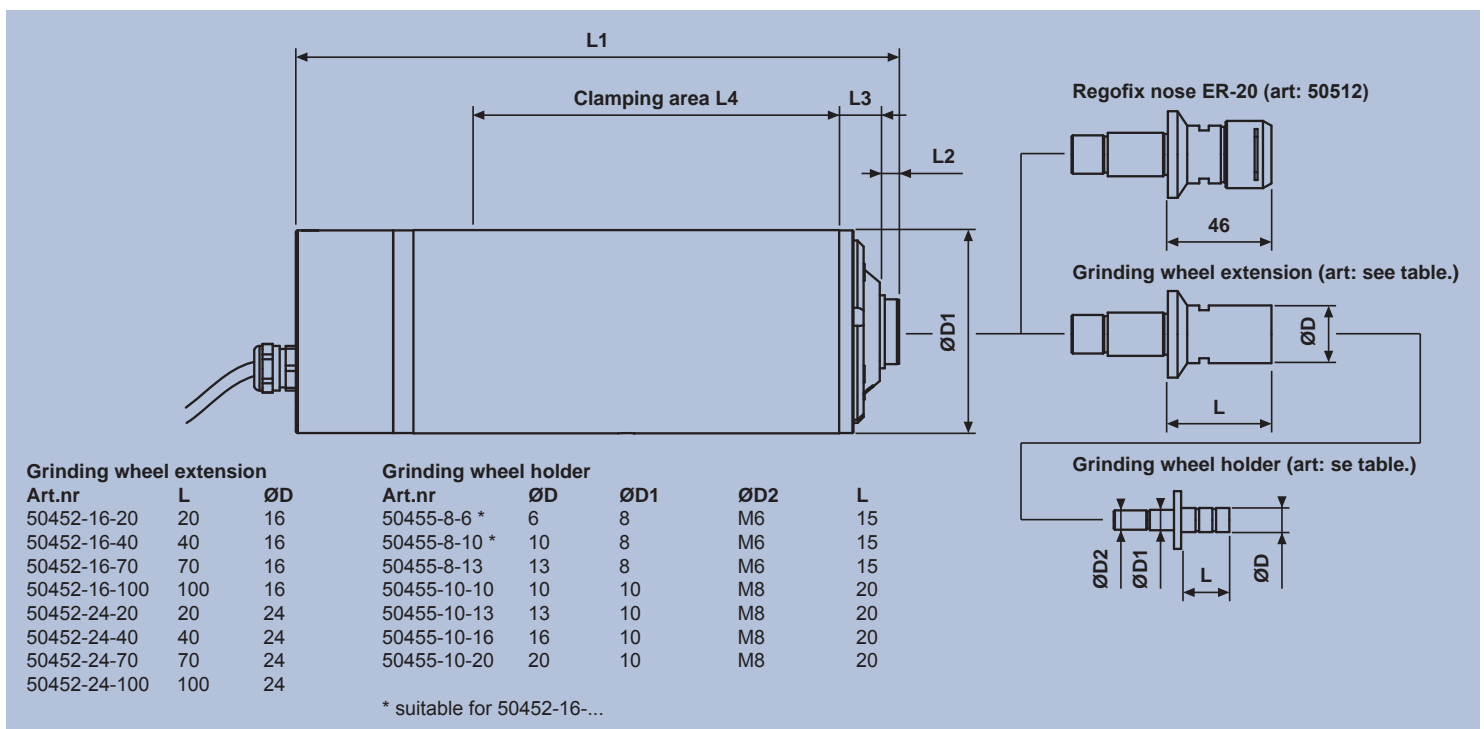 L1
Clamping area L4
L3
L2
ØD1
Regofix nose ER-20 (art: 50512)
46
Grinding wheel extension (art: see table.)
ØD
L
Grinding wheel holder (art: se table.)
ØD2
ØD1
L
ØD
Grinding wheel extension
Art.nr L ØD
50452-16-20 20 16
50452-16-40 40 16
50452-16-70 70 16
50452-16-100 100 16
50452-24-20 20 24
50452-24-40 40 24
50452-24-70 70 24
50452-24-100 100 24
Grinding wheel holder
Art.nr ØD ØD1 ØD2 L
50455-8-6 * 6 8 M6 15
50455-8-10 * 10 8 M6 15
50455-8-13 13 8 M6 15
50455-10-10 10 10 M8 20
50455-10-13 13 10 M8 20
50455-10-16 16 10 M8 20
50455-10-20 20 10 M8 20
* suitable for 50452-16-...